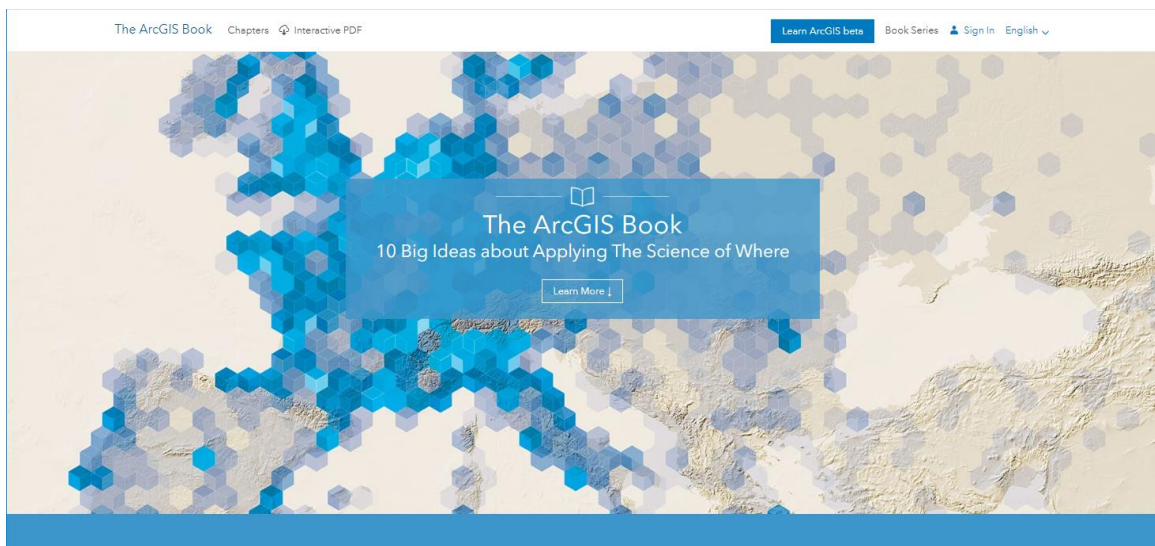 The ArcGIS Book Chapters Interactive PDF Learn ArcGIS beta Book Series Sign In English
The ArcGIS Book
10 Big Ideas about Applying The Science of Where
Learn More ↓